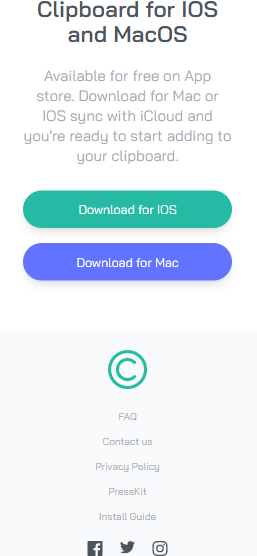 Clipboard for IOS
and MacOS
Available for free on App
store. Download for Mac or
IOS sync with iCloud and
you're ready to start adding to
your clipboard.
Download for IOS
Download for Mac
FAQ
Contact us
Privacy Policy
PressKit
Install Guide